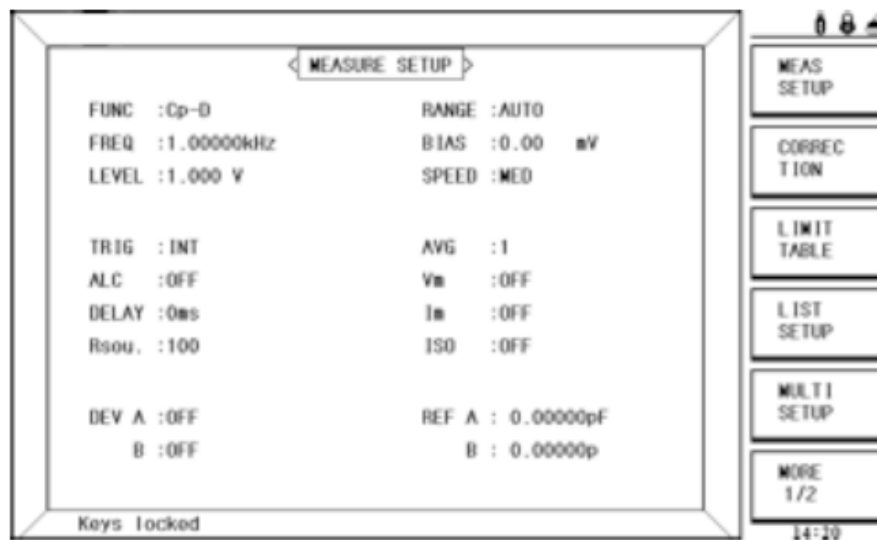 MEASURE SETUP
FUNC :Cp-D RANGE :AUTO
FREQ :1.00000kHz BIAS :0.00 mV
LEVEL :1.000 V SPEED :MED
TRIG :INT AVG :1
ALC :OFF Vm :OFF
DELAY :0ms Im :OFF
Rsou. :100 ISO :OFF
DEV A :OFF REF A : 0.00000pF
B :OFF B : 0.00000p
Keys locked
MEAS
SETUP
CORREC
TION
LIMIT
TABLE
LIST
SETUP
MULTI
SETUP
MORE
1/2
14:20